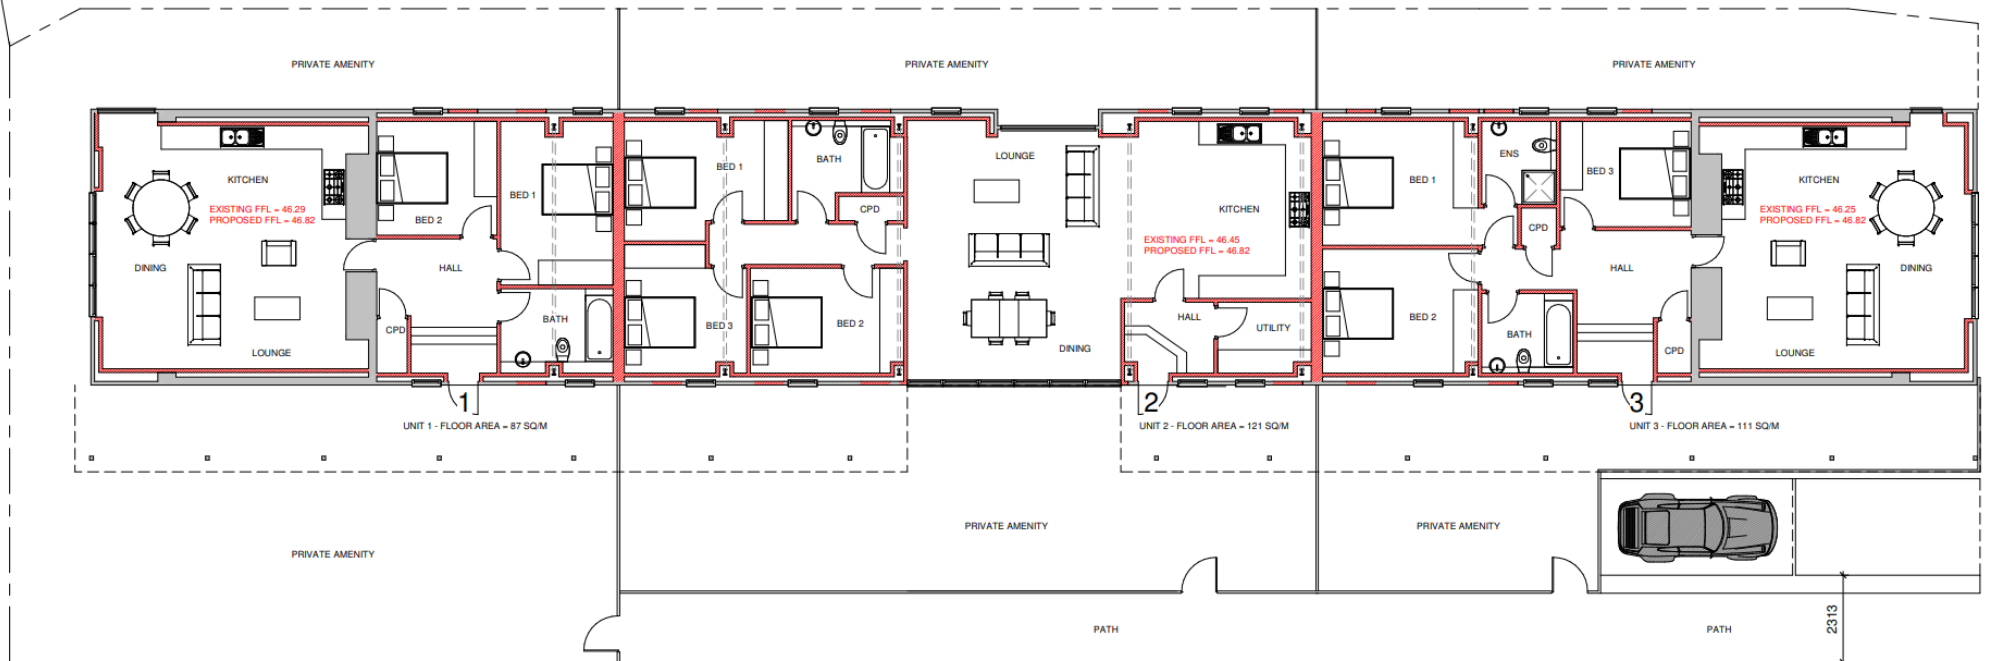 PRIVATE AMENITY
PRIVATE AMENITY
PRIVATE AMENITY
KITCHEN
EXISTING FFL = 46.29
PROPOSED FFL = 46.82
DINING
LOUNGE
BED 2
BED 1
HALL
CPD
BATH
BED 1
BATH
CPD
BED 3
BED 2
LOUNGE
KITCHEN
EXISTING FFL = 46.45
PROPOSED FFL = 46.82
DINING
HALL
UTILITY
BED 1
ENS
BED 3
CPD
HALL
BED 2
BATH
CPD
KITCHEN
EXISTING FFL = 46.25
PROPOSED FFL = 46.82
DINING
LOUNGE
1
2
3
UNIT 1 - FLOOR AREA = 87 SQ/M
UNIT 2 - FLOOR AREA = 121 SQ/M
UNIT 3 - FLOOR AREA = 111 SQ/M
PRIVATE AMENITY
PRIVATE AMENITY
PRIVATE AMENITY
PATH
PATH
2313